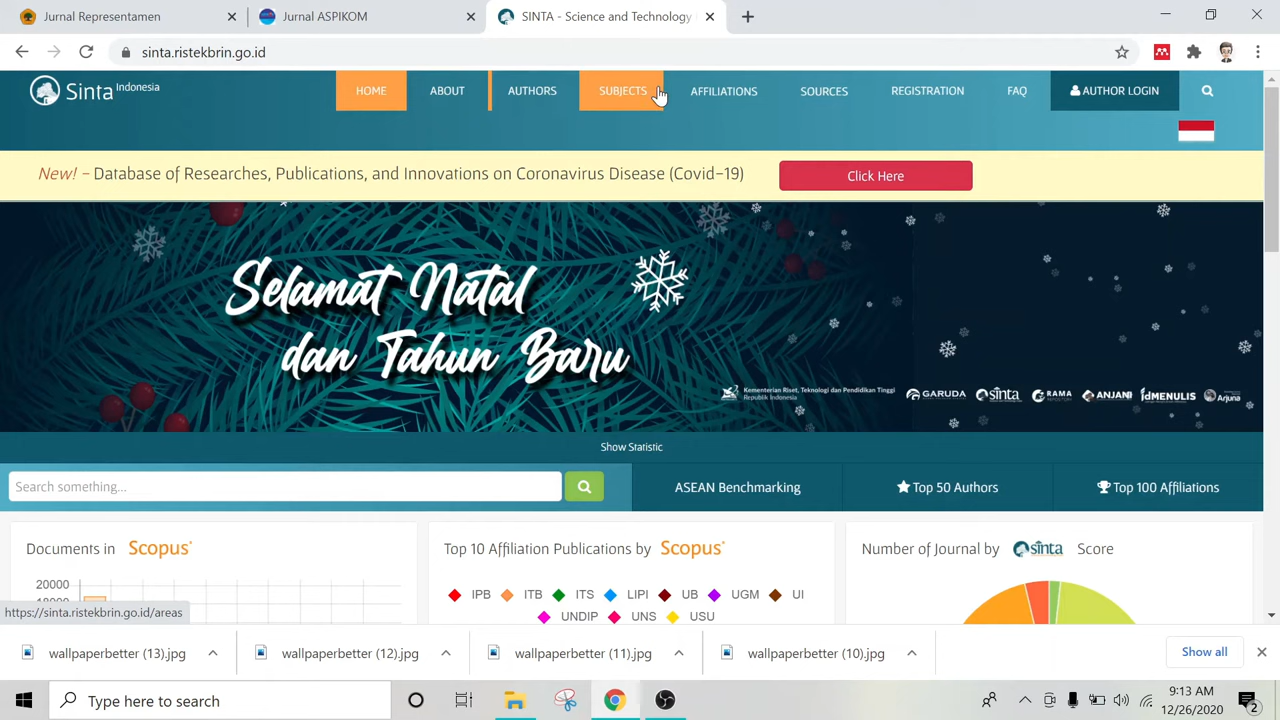 Jurnal Representamen
Jurnal ASPIKOM
SINTA - Science and Technology
sinta.ristekbrin.go.id
Sinta Indonesia
HOME
ABOUT
AUTHORS
SUBJECTS
AFFILIATIONS
SOURCES
REGISTRATION
FAQ
AUTHOR LOGIN
New! - Database of Researches, Publications, and Innovations on Coronavirus Disease (Covid-19)
Click Here
Selamat Natal
dan Tahun Baru
Kementerian Riset, Teknologi dan Pendidikan Tinggi
Republik Indonesia
GARUDA
sinta
RAMA
REPOSITORY
ANJANI
idMENULIS
Arjuna
Show Statistic
Search something...
ASEAN Benchmarking
Top 50 Authors
Top 100 Affiliations
Documents in Scopus
Top 10 Affiliation Publications by Scopus
Number of Journal by sinta Score
20000
IPB
ITB
ITS
LIPI
UB
UGM
UI
UNDIP
UNS
USU
https://sinta.ristekbrin.go.id/areas
wallpaperbetter (13).jpg
wallpaperbetter (12).jpg
wallpaperbetter (11).jpg
wallpaperbetter (10).jpg
Show all
Type here to search
9:13 AM
12/26/2020
2